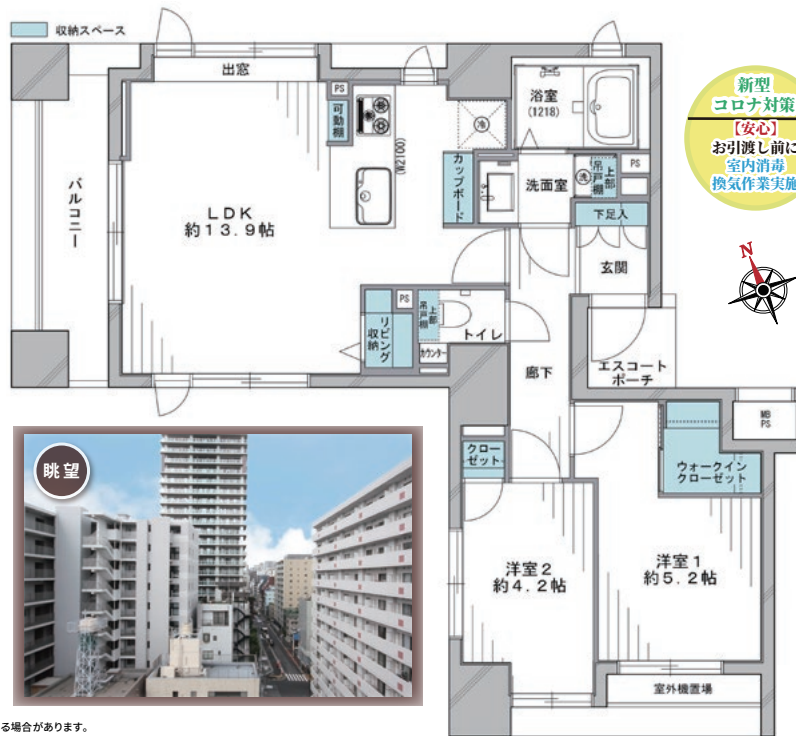 収納スペース
出窓
PS
可動棚
(W2100)
冷
カップボード
浴室
(1218)
洗面室
洗
上部
吊戸棚
PS
下足入
玄関
バルコニー
LDK
約13.9帖
リビング
収納
PS
上部
吊戸棚
カウンター
トイレ
廊下
エスコート
ポーチ
MB
PS
クロー
ゼット
ウォークイン
クローゼット
洋室2
約4.2帖
洋室1
約5.2帖
室外機置場
新型
コロナ対策
【安心】
お引渡し前に
室内消毒
換気作業実施
N
眺望
る場合があります。